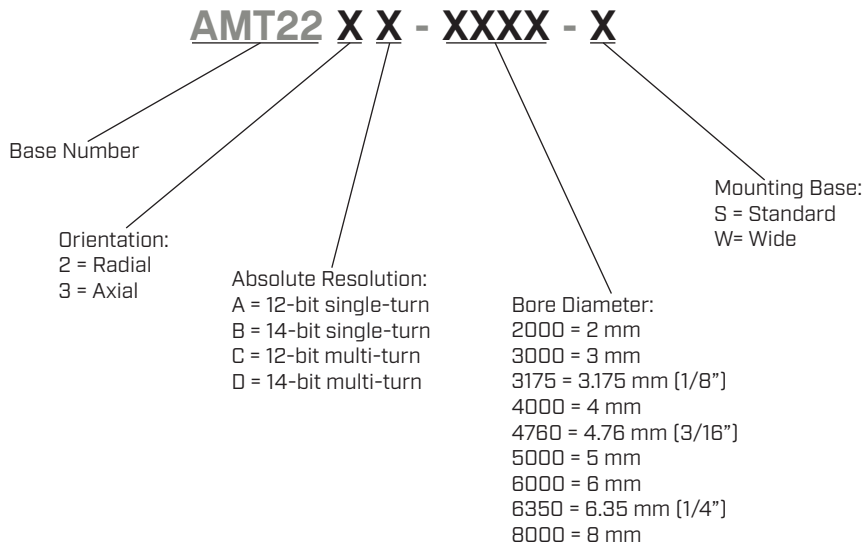 AMT22 X X - XXXX - X
Base Number
Orientation:
2 = Radial
3 = Axial
Absolute Resolution:
A = 12-bit single-turn
B = 14-bit single-turn
C = 12-bit multi-turn
D = 14-bit multi-turn
Bore Diameter:
2000 = 2 mm
3000 = 3 mm
3175 = 3.175 mm (1/8”)
4000 = 4 mm
4760 = 4.76 mm (3/16”)
5000 = 5 mm
6000 = 6 mm
6350 = 6.35 mm (1/4”)
8000 = 8 mm
Mounting Base:
S = Standard
W= Wide